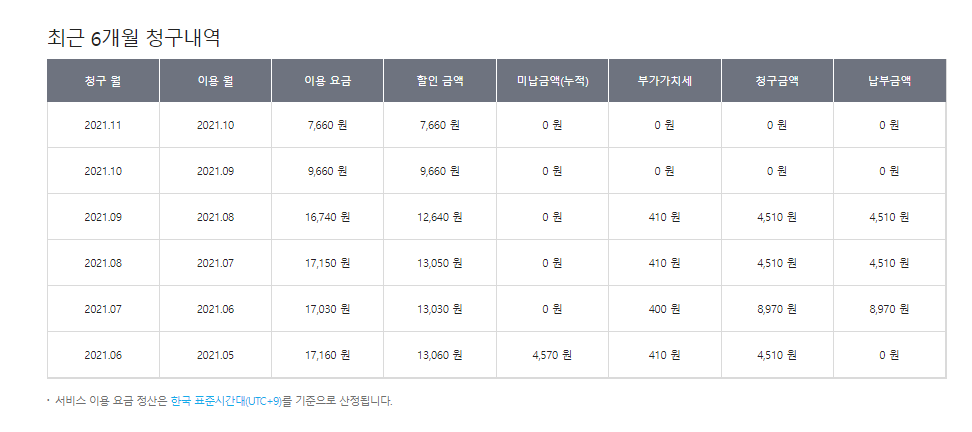 최근 6개월 청구내역
청구 월 이용 월 이용 요금 할인 금액 미납금액(누적) 부가가치세 청구금액 납부금액
2021.11 2021.10 7,660 원 7,660 원 0 원 0 원 0 원 0 원
2021.10 2021.09 9,660 원 9,660 원 0 원 0 원 0 원 0 원
2021.09 2021.08 16,740 원 12,640 원 0 원 410 원 4,510 원 4,510 원
2021.08 2021.07 17,150 원 13,050 원 0 원 410 원 4,510 원 4,510 원
2021.07 2021.06 17,030 원 13,030 원 0 원 400 원 8,970 원 8,970 원
2021.06 2021.05 17,160 원 13,060 원 4,570 원 410 원 4,510 원 0 원
· 서비스 이용 요금 정산은 한국 표준시간대(UTC+9)를 기준으로 산정됩니다.